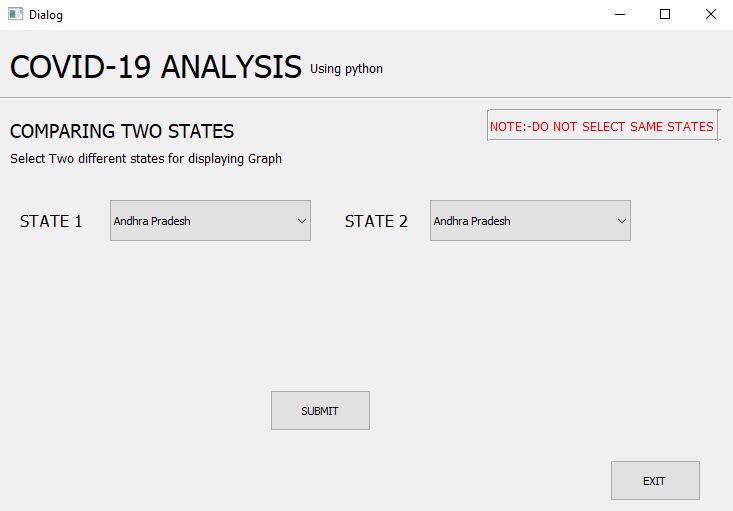 Dialog
COVID-19 ANALYSIS Using python
COMPARING TWO STATES
NOTE:-DO NOT SELECT SAME STATES
Select Two different states for displaying Graph
STATE 1 Andhra Pradesh STATE 2 Andhra Pradesh
SUBMIT
EXIT